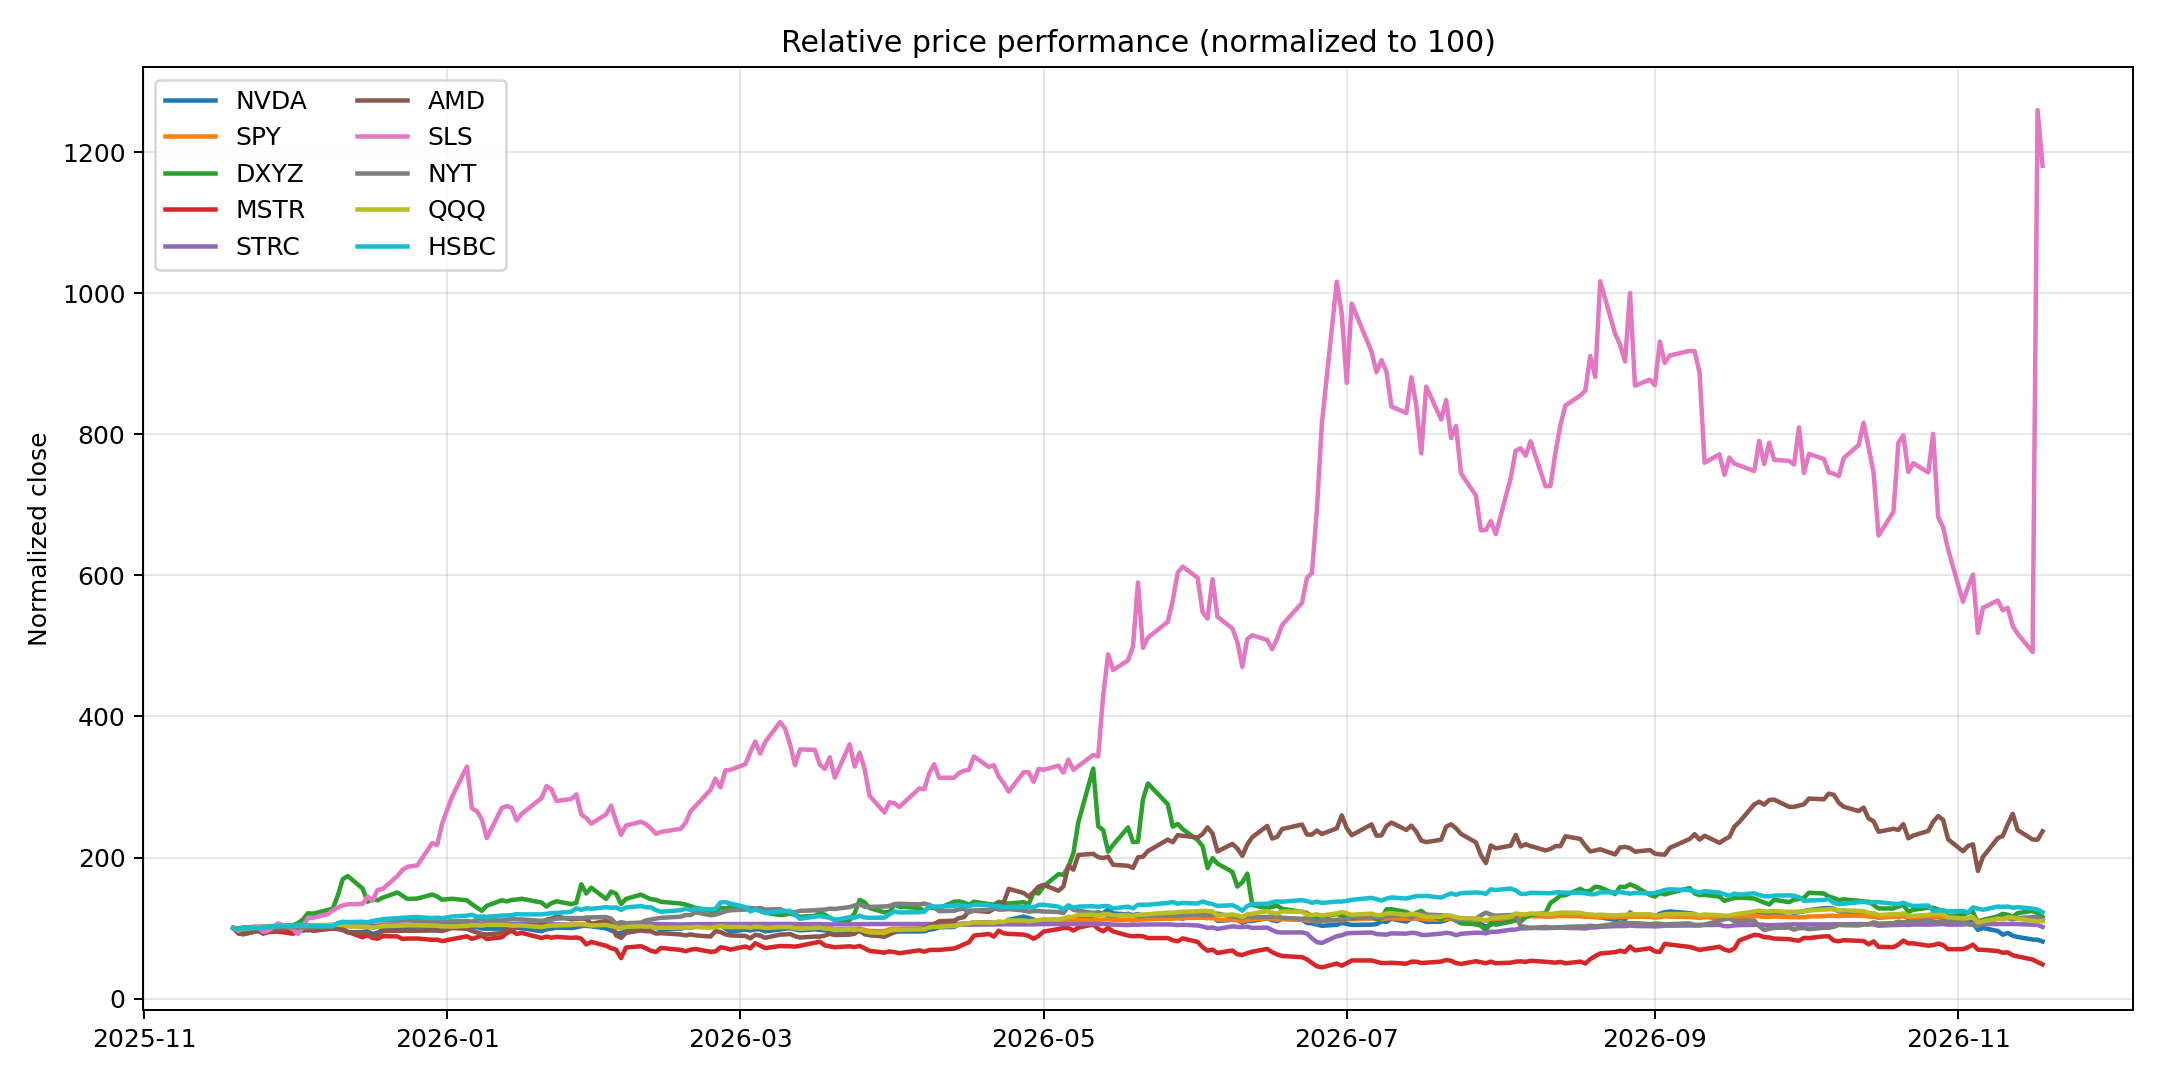 Relative price performance (normalized to 100)
NVDA
SPY
DXYZ
MSTR
STRC
AMD
SLS
NYT
QQQ
HSBC
Normalized close
1200
1000
800
600
400
200
0
2025-11
2026-01
2026-03
2026-05
2026-07
2026-09
2026-11